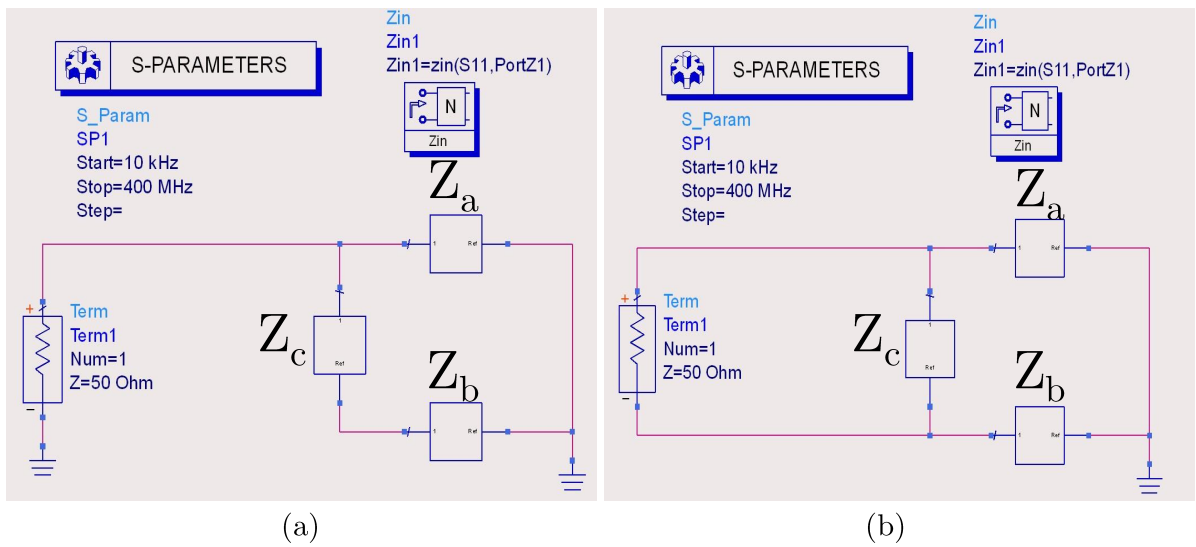 Zin
Zin1
Zin1=zin(S11,PortZ1)
S-PARAMETERS
N
Zin
S_Param
SP1
Start=10 kHz
Stop=400 MHz
Step=
Za
1
Ref
+
Term
Term1
Num=1
Z=50 Ohm
−
Zc
1
Ref
Zb
1
Ref
(a)
Zin
Zin1
Zin1=zin(S11,PortZ1)
S-PARAMETERS
N
Zin
S_Param
SP1
Start=10 kHz
Stop=400 MHz
Step=
Za
1
Ref
+
Term
Term1
Num=1
Z=50 Ohm
−
Zc
1
Ref
Zb
1
Ref
(b)